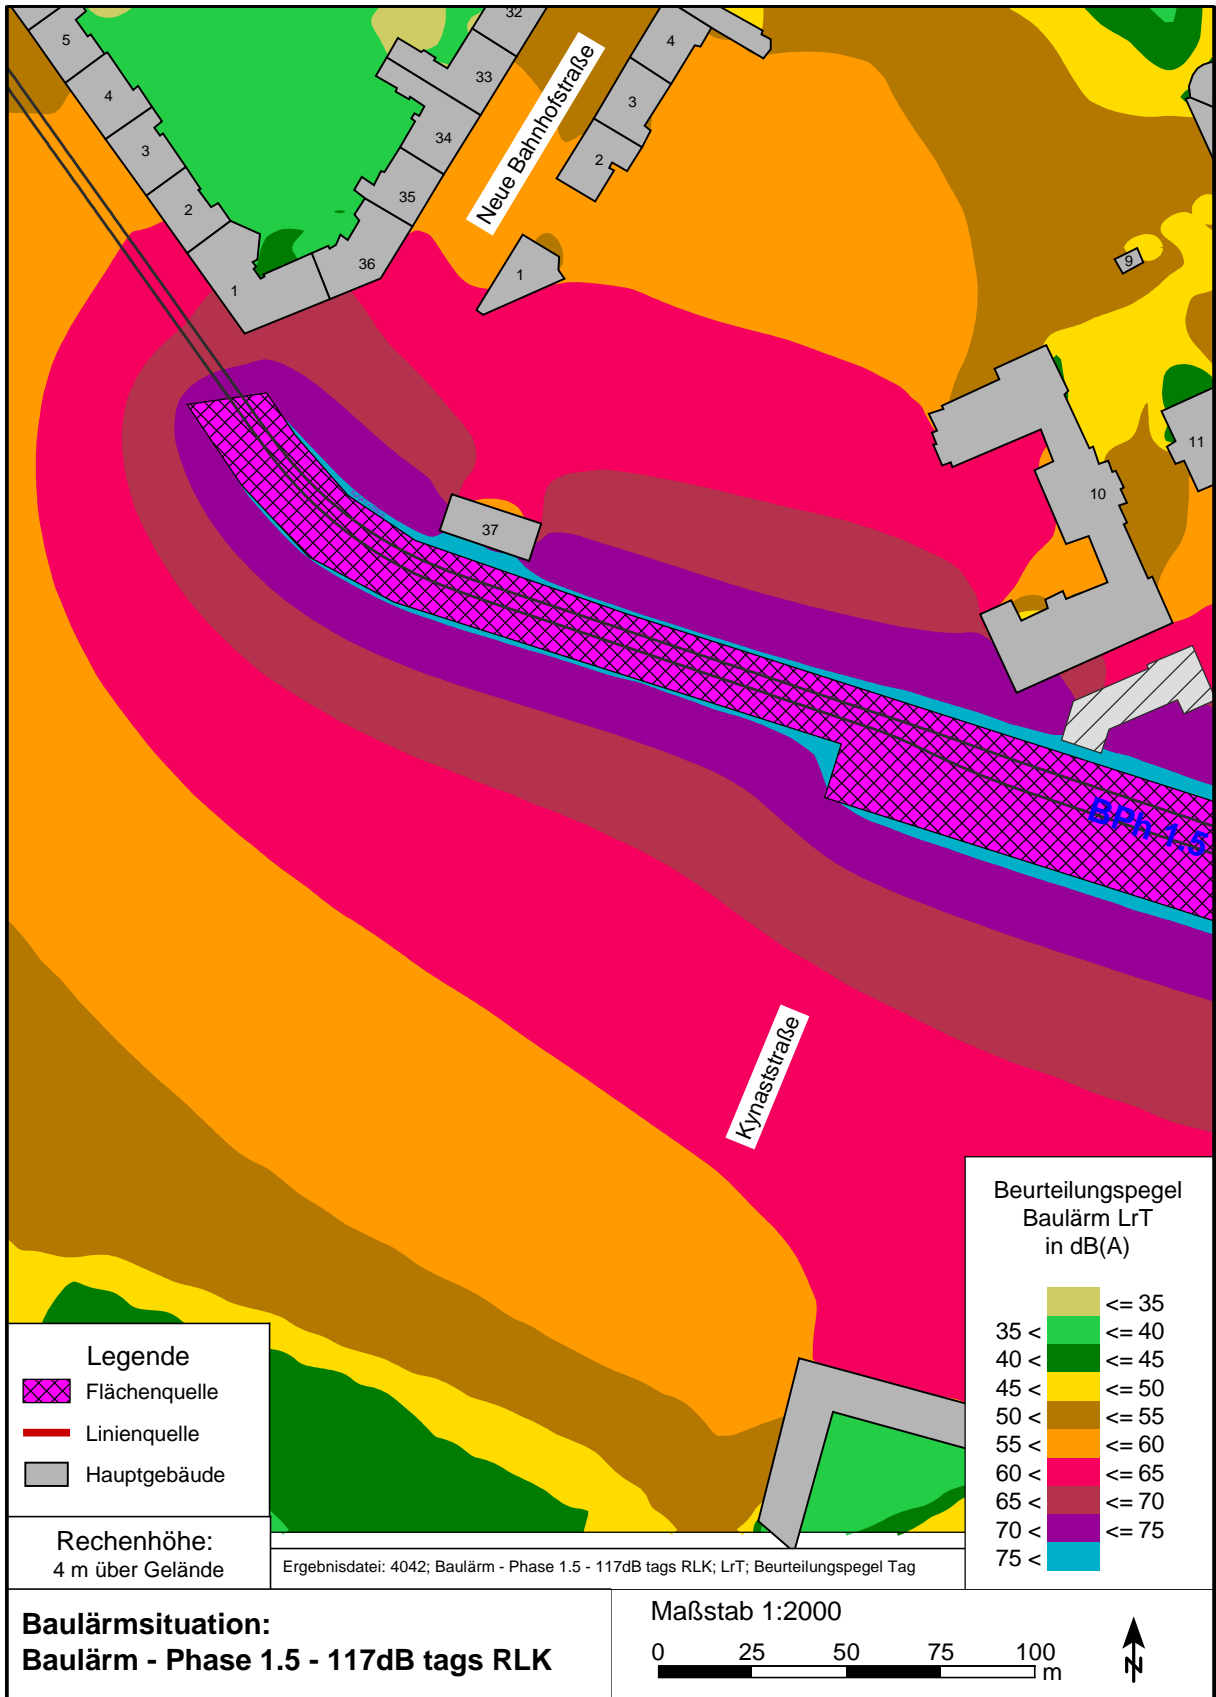 5
4
3
2
1
32
33
34
35
36
Neue Bahnhofstraße
4
3
2
1
9
10
11
37
BPh 1.5
Kynaststraße
Beurteilungspegel
Baulärm LrT
in dB(A)
<= 35
35 < <= 40
40 < <= 45
45 < <= 50
50 < <= 55
55 < <= 60
60 < <= 65
65 < <= 70
70 < <= 75
75 <
Legende
Flächenquelle
Linienquelle
Hauptgebäude
Rechenhöhe:
4 m über Gelände
Ergebnisdatei: 4042; Baulärm - Phase 1.5 - 117dB tags RLK; LrT; Beurteilungspegel Tag
Baulärmsituation:
Baulärm - Phase 1.5 - 117dB tags RLK
Maßstab 1:2000
0 25 50 75 100
m
N